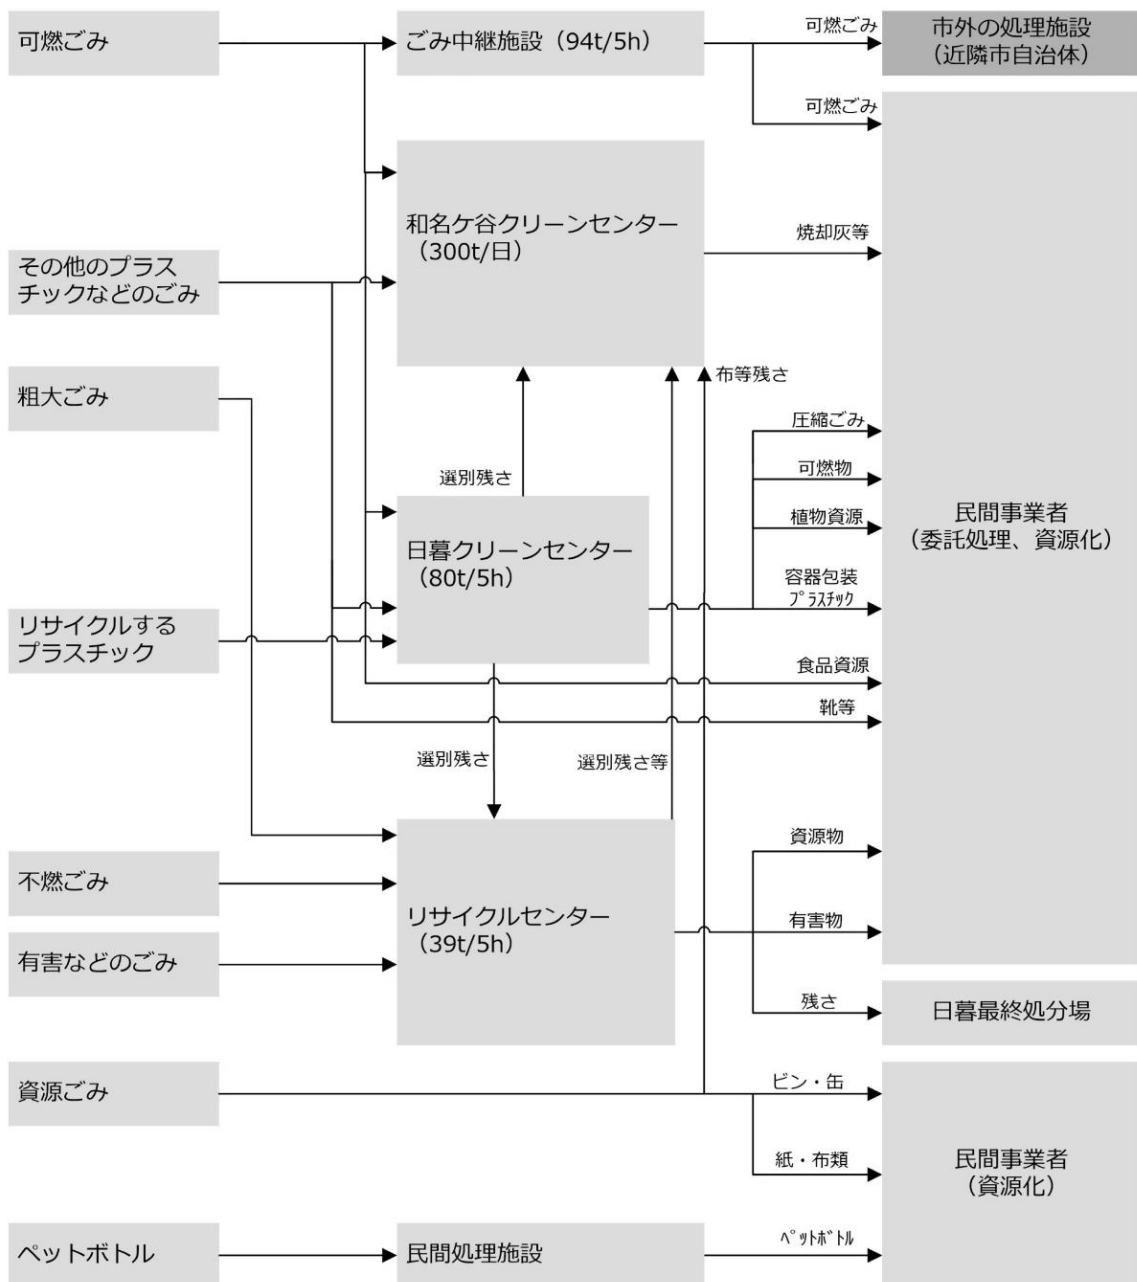 可燃ごみ
ごみ中継施設（94t/5h）
可燃ごみ
市外の処理施設
（近隣市自治体）
可燃ごみ
和名ケ谷クリーンセンター
（300t/日）
焼却灰等
その他のプラス
チックなどのごみ
粗大ごみ
布等残さ
圧縮ごみ
選別残さ
可燃物
植物資源
民間事業者
（委託処理、資源化）
日暮クリーンセンター
（80t/5h）
容器包装
プラスチック
リサイクルする
プラスチック
食品資源
靴等
選別残さ
選別残さ等
資源物
不燃ごみ
リサイクルセンター
（39t/5h）
有害物
有害などのごみ
残さ
日暮最終処分場
資源ごみ
ビン・缶
紙・布類
民間事業者
（資源化）
ペットボトル
民間処理施設
ペットボトル